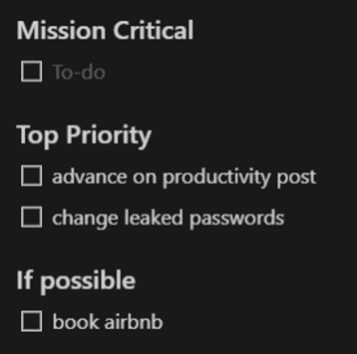 Mission Critical
To-do
Top Priority
advance on productivity post
change leaked passwords
If possible
book airbnb